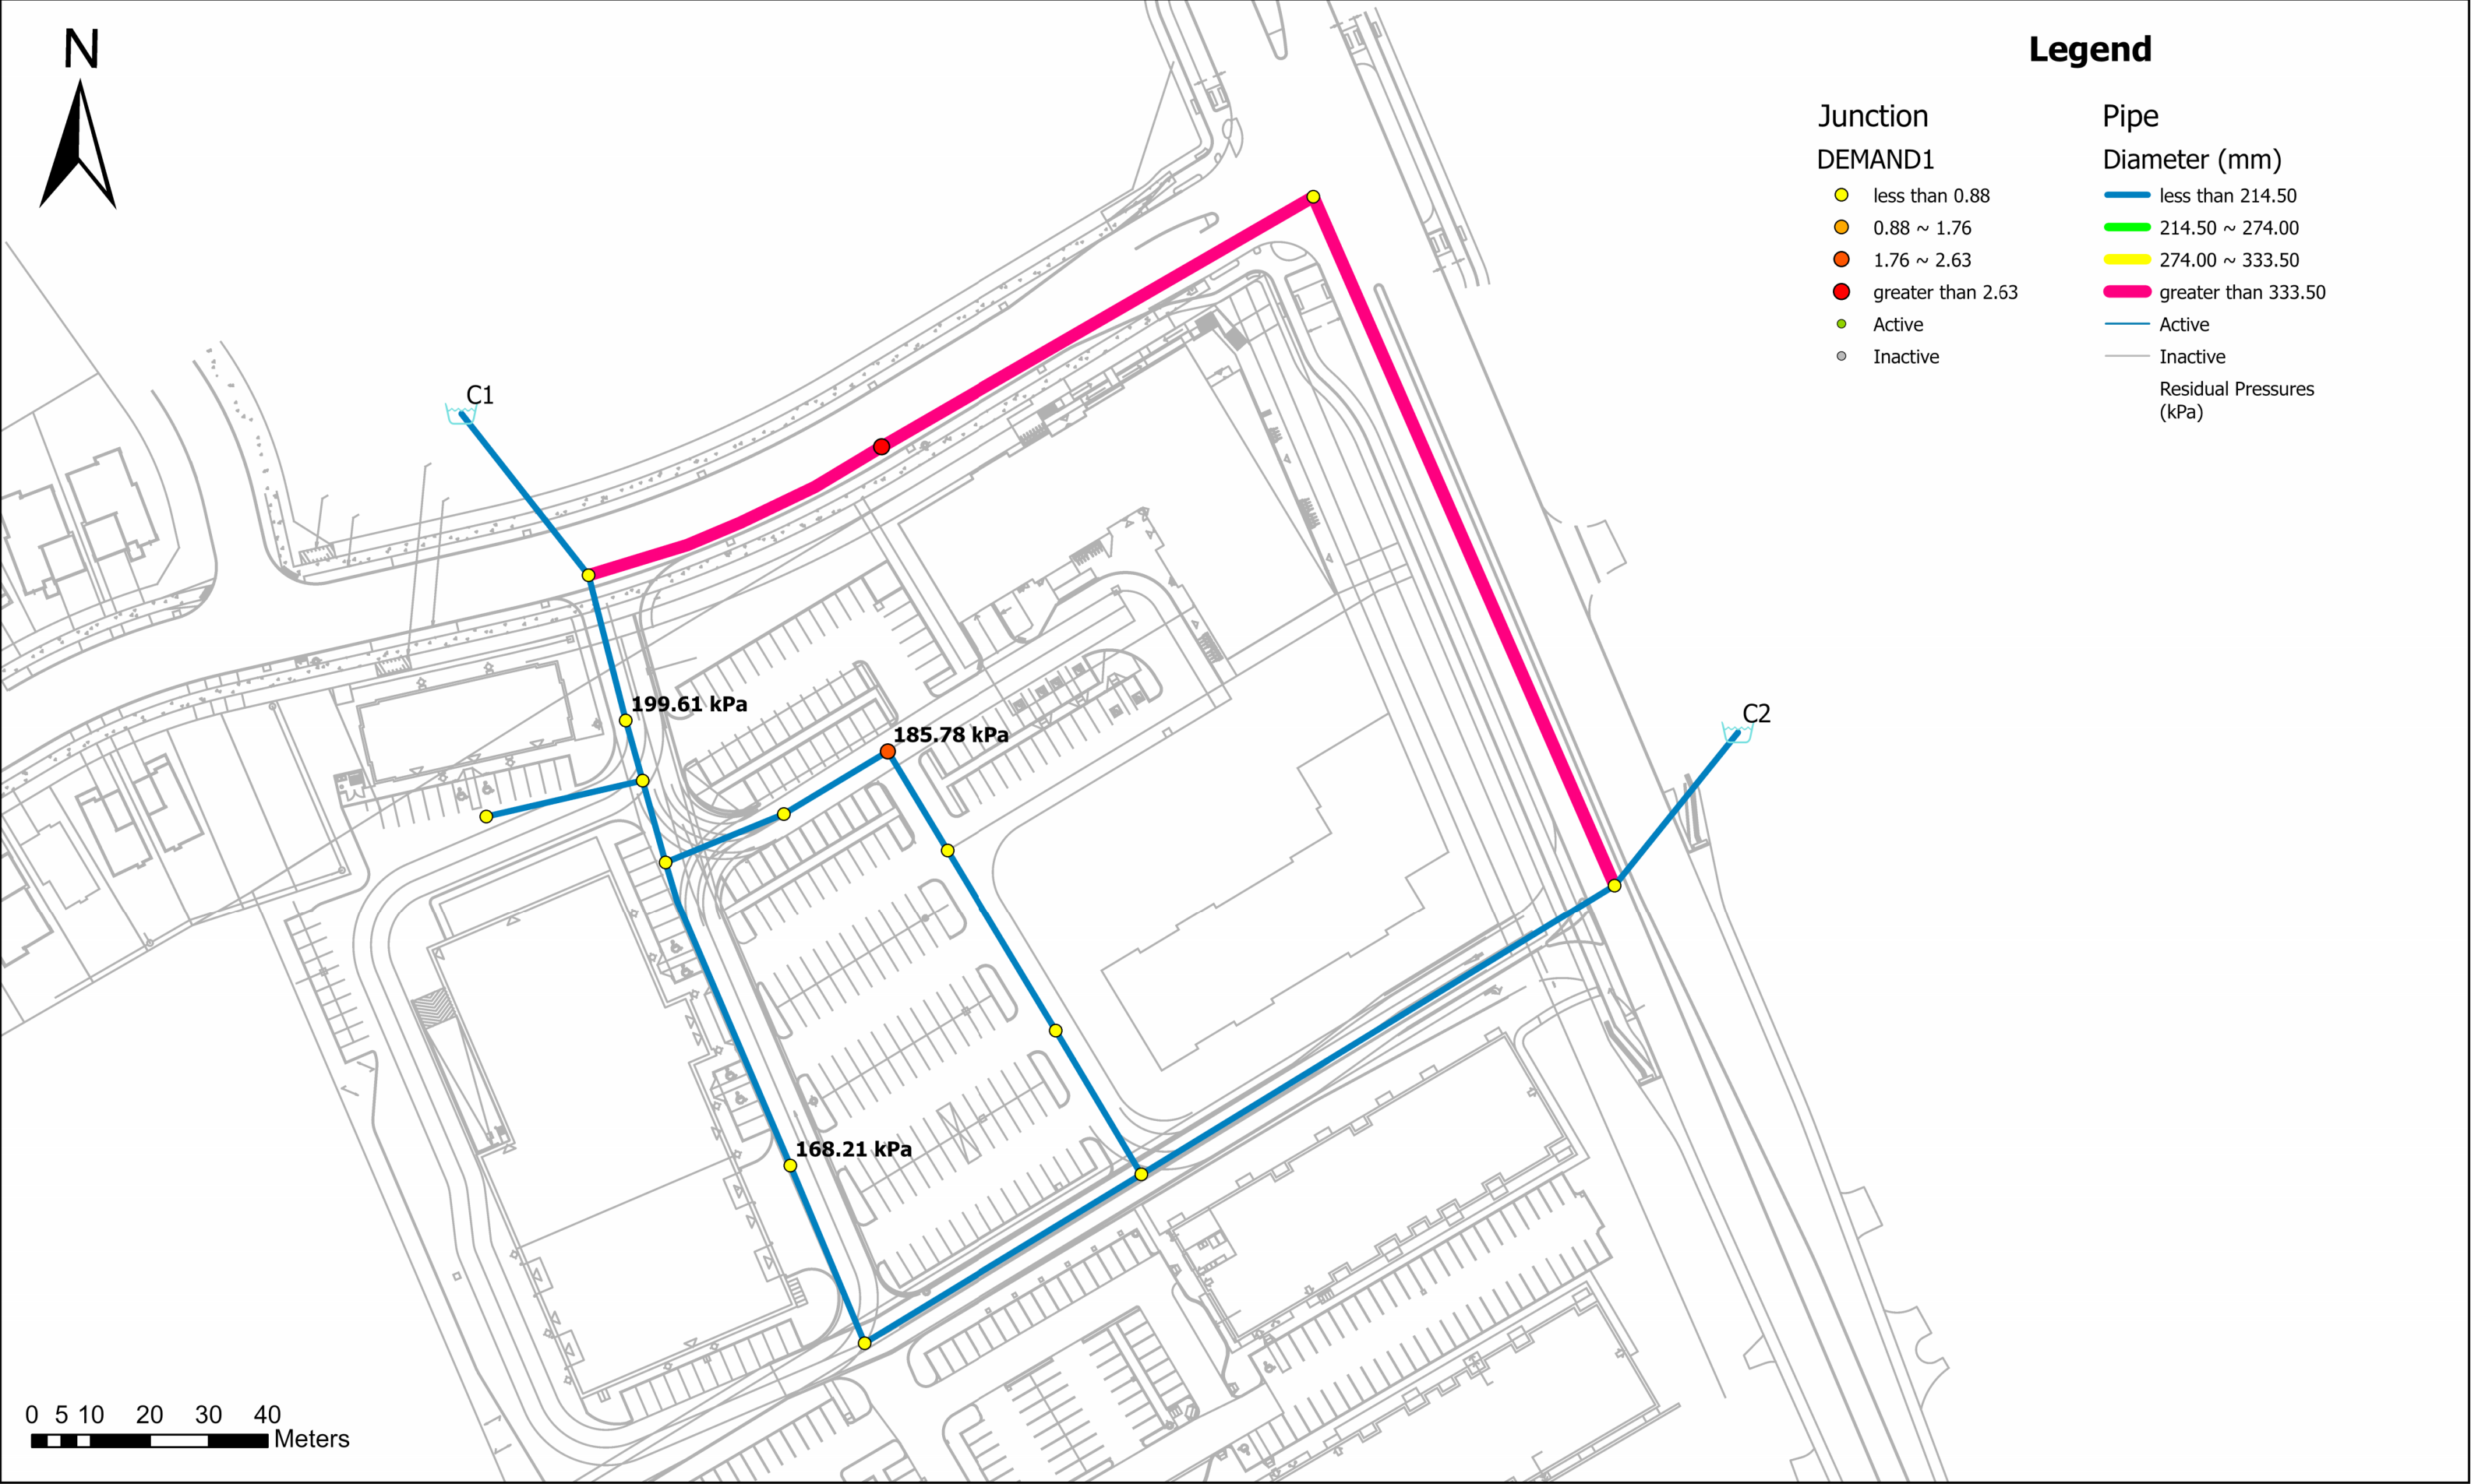 N
Legend
Junction
Pipe
DEMAND1
Diameter (mm)
less than 0.88
less than 214.50
0.88 ~ 1.76
214.50 ~ 274.00
1.76 ~ 2.63
274.00 ~ 333.50
greater than 2.63
greater than 333.50
Active
Active
Inactive
Inactive
Residual Pressures
(kPa)
C1
199.61 kPa
C2
185.78 kPa
168.21 kPa
0 5 10 20 30 40
Meters